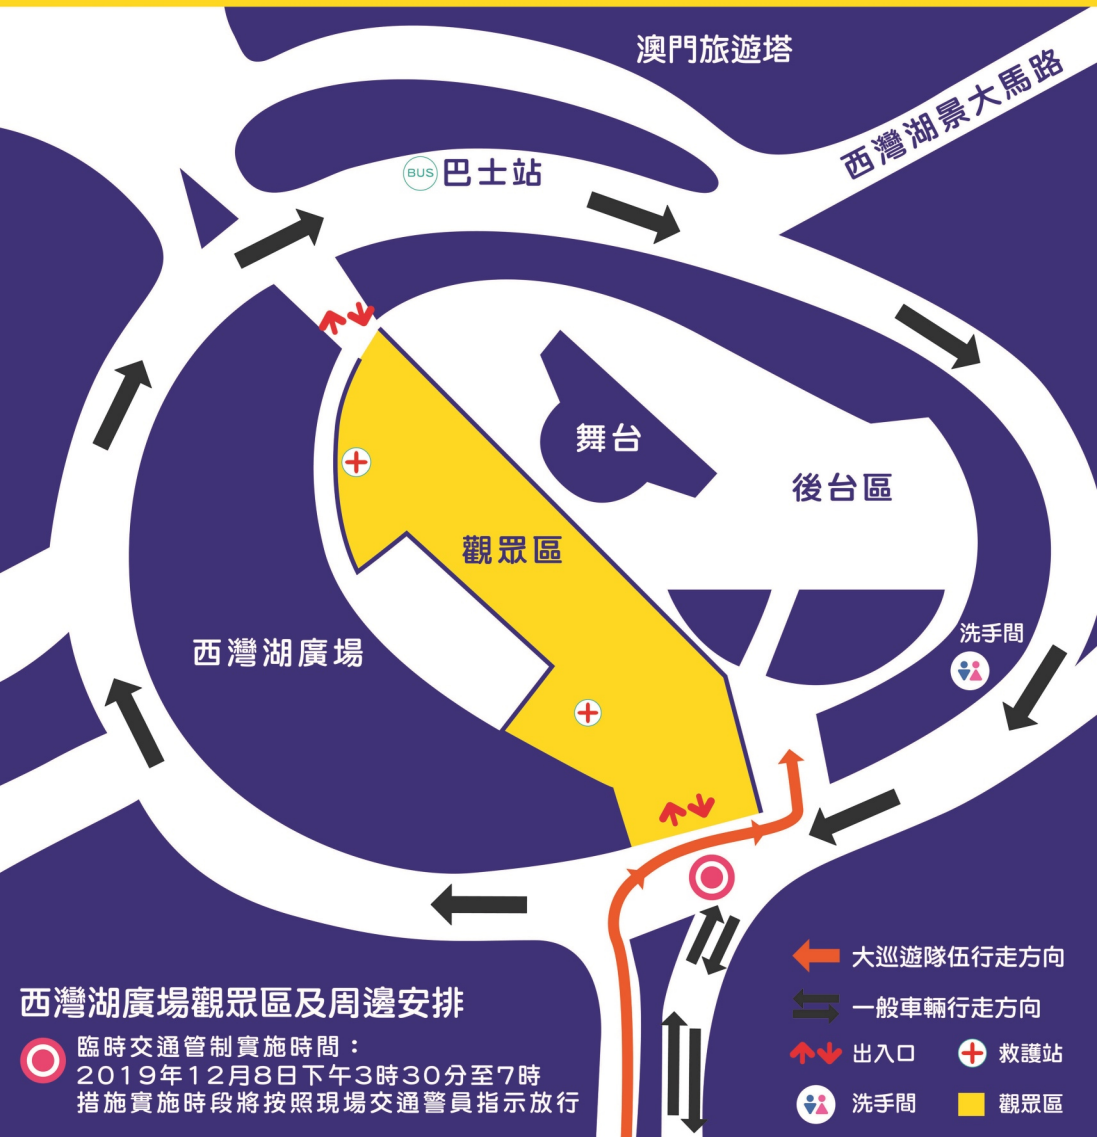 澳門旅遊塔
西灣湖景大馬路
BUS 巴士站
舞台
後台區
觀眾區
洗手間
西灣湖廣場
西灣湖廣場觀眾區及周邊安排
臨時交通管制實施時間：
2019年12月8日下午3時30分至7時
措施實施時段將按照現場交通警員指示放行
大巡遊隊伍行走方向
一般車輛行走方向
出入口
救護站
洗手間
觀眾區